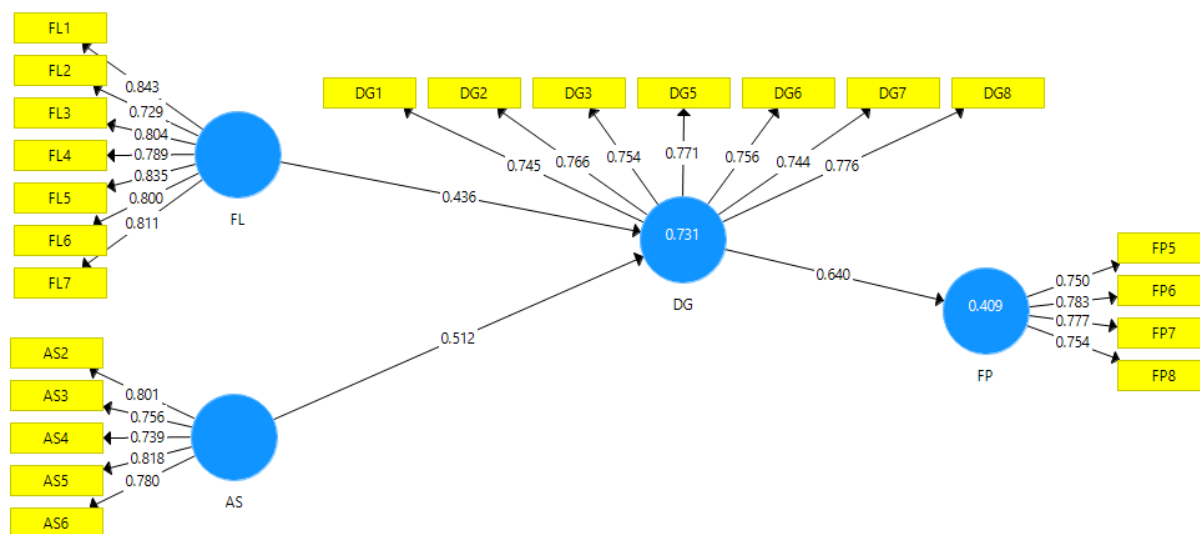 FL1
FL2
FL3
FL4
FL5
FL6
FL7
0.843
0.729
0.804
0.789
0.835
0.800
0.811
FL
DG1
DG2
DG3
DG5
DG6
DG7
DG8
0.745
0.766
0.754
0.771
0.756
0.744
0.776
0.436
0.731
DG
0.512
0.640
0.409
FP
0.750
0.783
0.777
0.754
FP5
FP6
FP7
FP8
AS2
AS3
AS4
AS5
AS6
0.801
0.756
0.739
0.818
0.780
AS